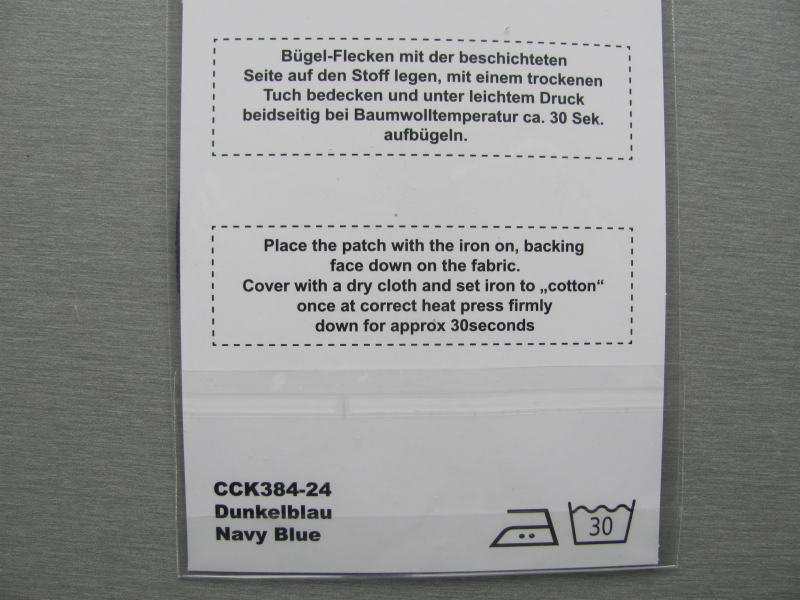 Bügel-Flecken mit der beschichteten
Seite auf den Stoff legen, mit einem trockenen
Tuch bedecken und unter leichtem Druck
beidseitig bei Baumwolltemperatur ca. 30 Sek.
aufbügeln.
Place the patch with the iron on, backing
face down on the fabric.
Cover with a dry cloth and set iron to „cotton“
once at correct heat press firmly
down for approx 30seconds
CCK384-24
Dunkelblau
Navy Blue
30